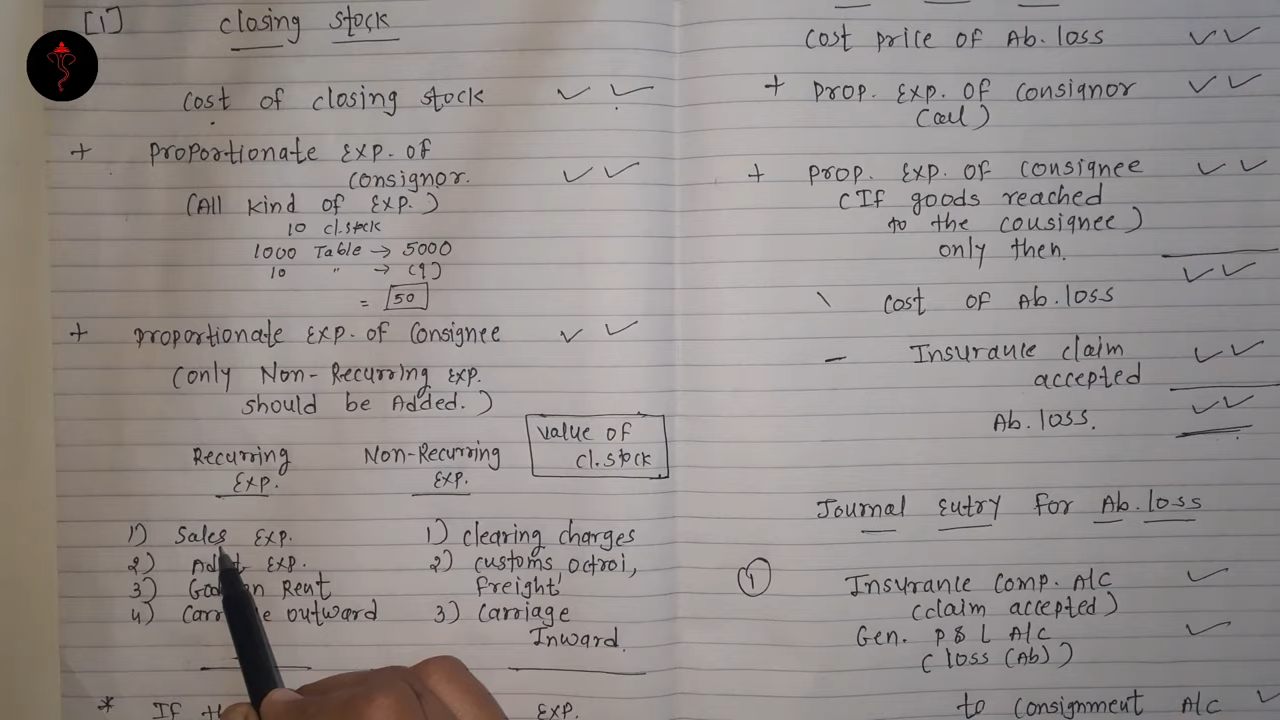 [1] closing stock
cost of closing stock ✓✓
+ proportionate Exp. of
consignor. ✓✓
(All kind of Exp.)
10 cl.stock
1000 Table → 5000
10 " → (9)
= 50
+ proportionate Exp. of consignee ✓✓
(only Non-Recurring Exp.
should be Added.)
value of
cl.stock
Recurring
Exp.
Non-Recurring
Exp.
1) Sales Exp.
2) Exp.
3) Rent
4) outward
1) clearing charges
2) customs octroi,
freight
3) carriage
Inward.
* If
Exp.
cost price of Ab.loss ✓✓
+ prop. Exp. of consignor ✓✓
+ prop. Exp. of consignee ✓✓
(If goods reached
to the cousignee)
only then.
✓✓
cost of Ab.loss
- Insurance claim ✓✓
accepted
Ab.loss. ✓✓
Journal Entry for Ab.loss
① Insurance comp. A/c ✓
(claim accepted)
Gen. P & L A/c ✓
(loss (Ab))
to consignment A/c ✓